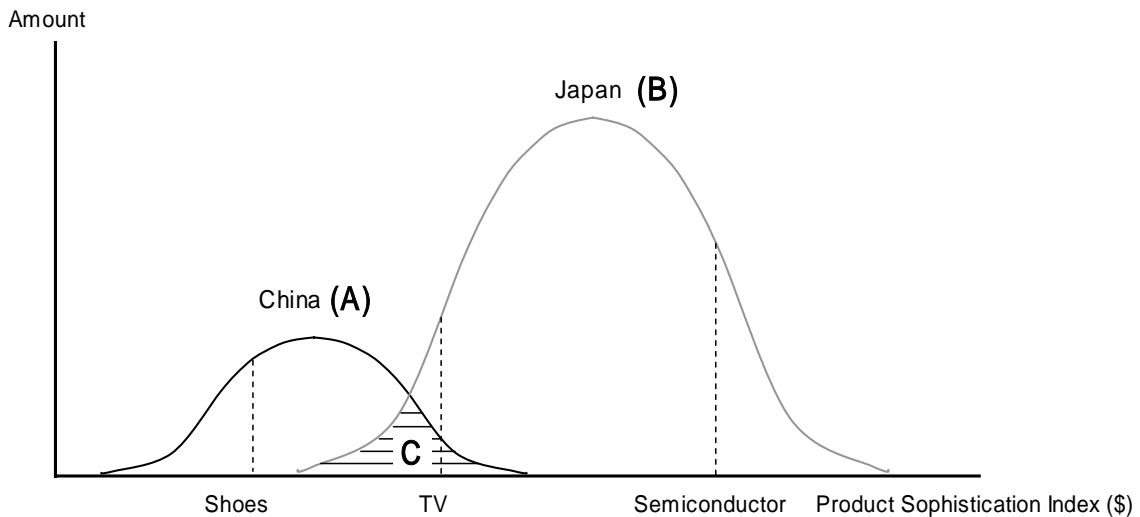 Amount
Japan (B)
China (A)
C
Shoes TV Semiconductor Product Sophistication Index ($)